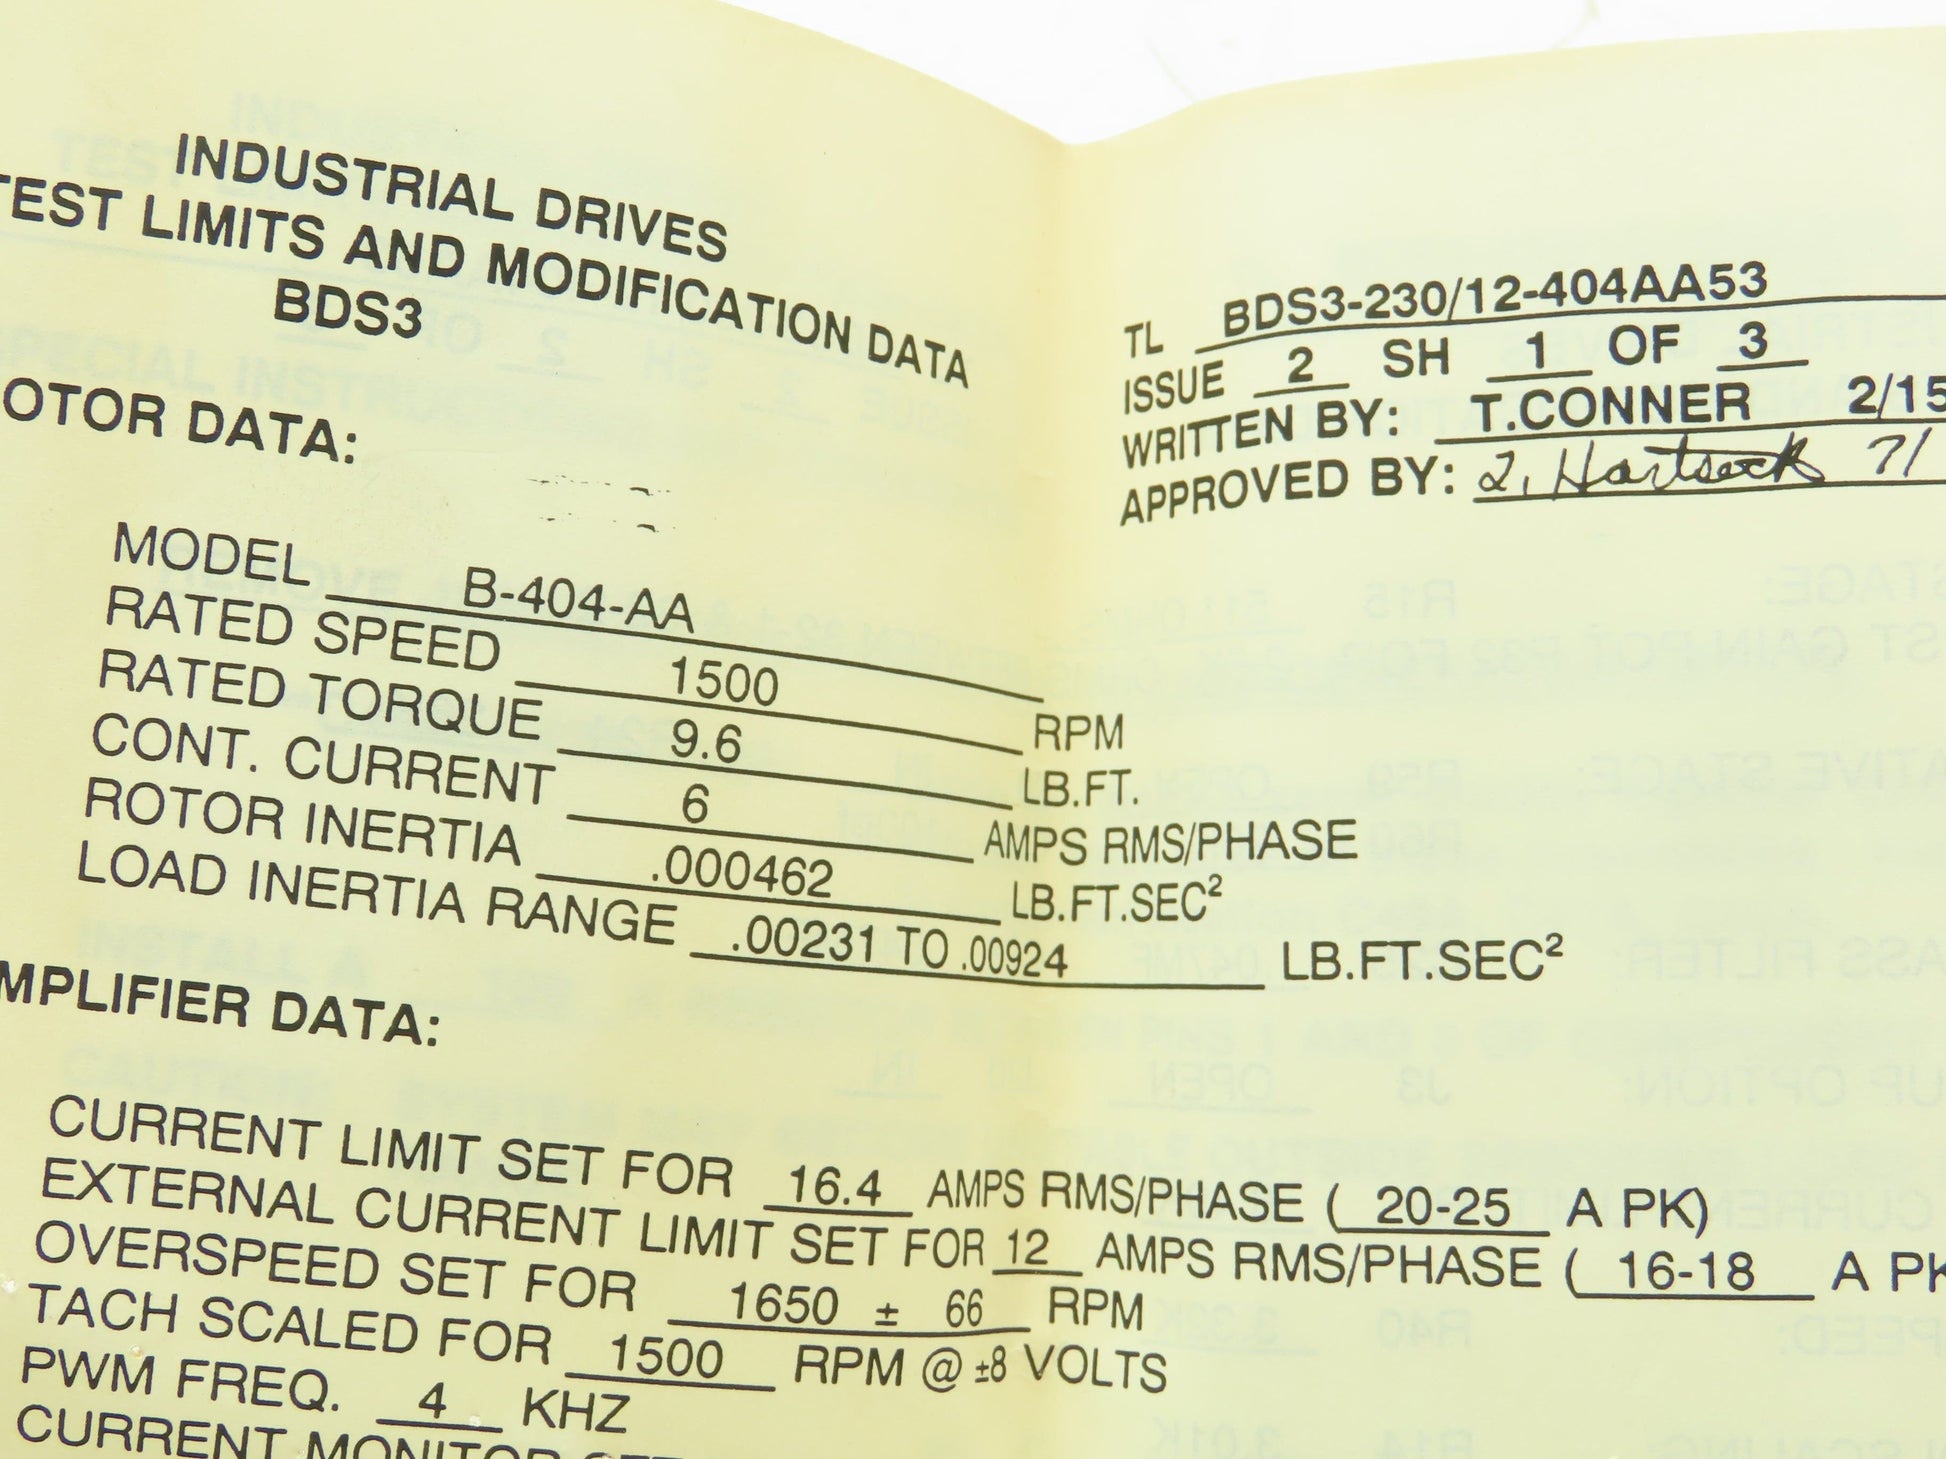 INDUSTRIAL DRIVES
TEST LIMITS AND MODIFICATION DATA
BDS3
TL BDS3-230/12-404AA53
ISSUE 2 SH 1 OF 3
WRITTEN BY: T.CONNER 2/15
APPROVED BY: 7/
OTOR DATA:
MODEL B-404-AA
RATED SPEED 1500 RPM
RATED TORQUE 9.6 LB.FT.
CONT. CURRENT 6 AMPS RMS/PHASE
ROTOR INERTIA .000462 LB.FT.SEC²
LOAD INERTIA RANGE .00231 TO .00924 LB.FT.SEC²
MPLIFIER DATA:
CURRENT LIMIT SET FOR 16.4 AMPS RMS/PHASE ( 20-25 A PK)
EXTERNAL CURRENT LIMIT SET FOR 12 AMPS RMS/PHASE ( 16-18 A PK
OVERSPEED SET FOR 1650 ± 66 RPM
TACH SCALED FOR 1500 RPM @ ±8 VOLTS
PWM FREQ. 4 KHZ
CURRENT MONITOR